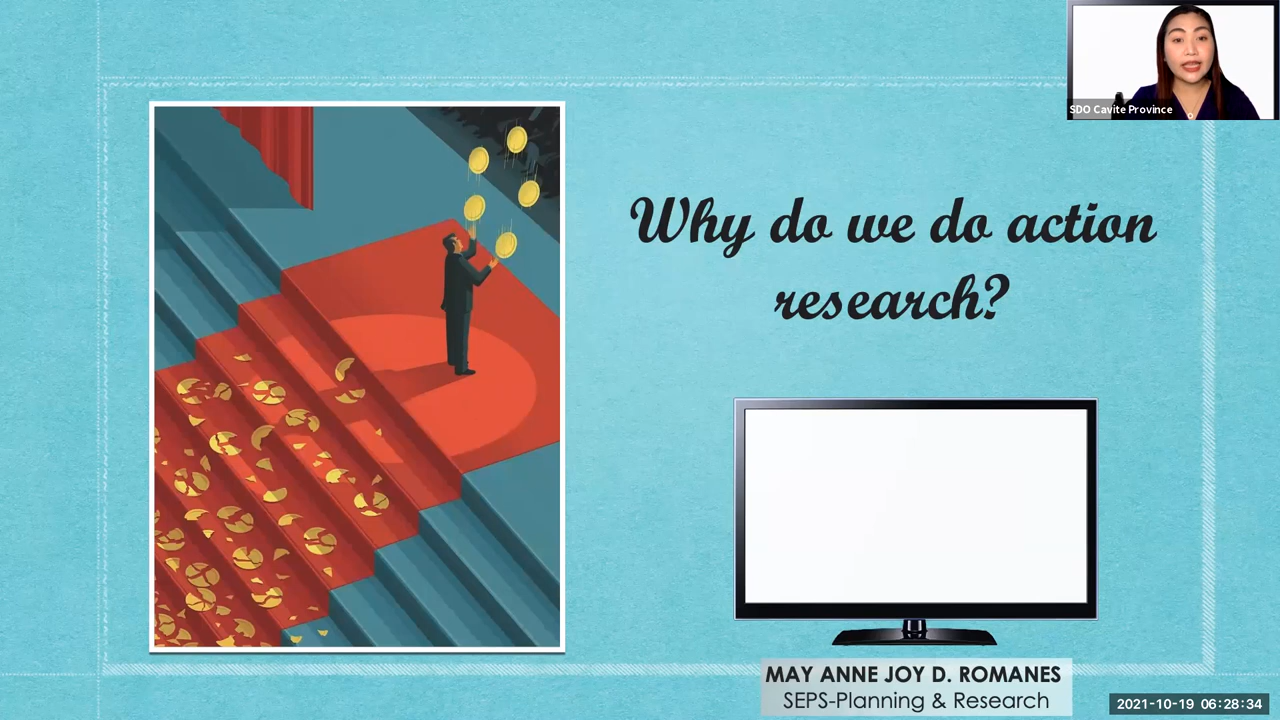 SDO Cavite Province
Why do we do action
research?
MAY ANNE JOY D. ROMANES
SEPS-Planning & Research
2021-10-19 06:28:34